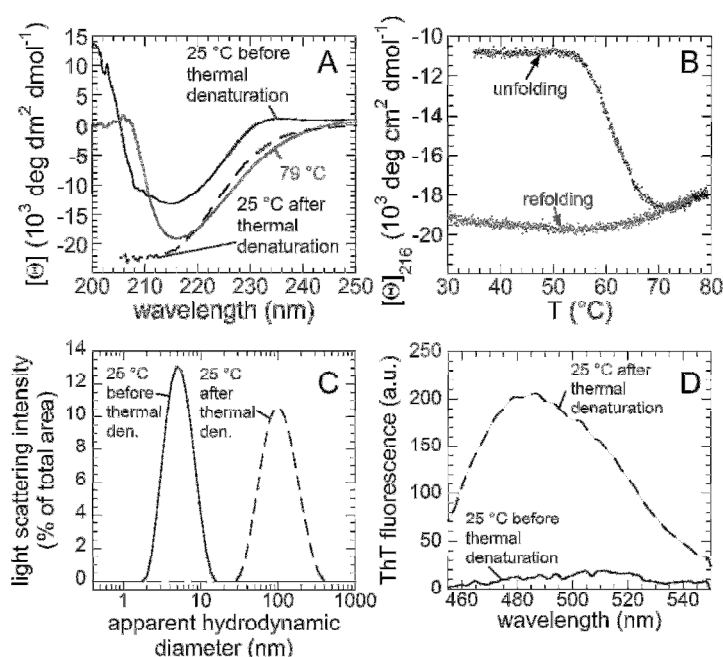 15
10
5
0
-5
-10
-15
-20
[Θ] (10³ deg dm² dmol⁻¹)
25 °C before
thermal
denaturation
A
79 °C
25 °C after
thermal
denaturation
200 210 220 230 240 250
wavelength (nm)
-10
-12
-14
-16
-18
-20
[Θ]₂₁₆ (10³ deg cm² dmol⁻¹)
B
unfolding
refolding
30 40 50 60 70 80
T (°C)
14
12
10
8
6
4
2
0
light scattering intensity
(% of total area)
25 °C
before
thermal
den.
25 °C
after
thermal
den.
C
1 10 100 1000
apparent hydrodynamic
diameter (nm)
250
200
150
100
50
0
ThT fluorescence (a.u.)
25 °C after
thermal
denaturation
D
25 °C before
thermal
denaturation
460 480 500 520 540
wavelength (nm)